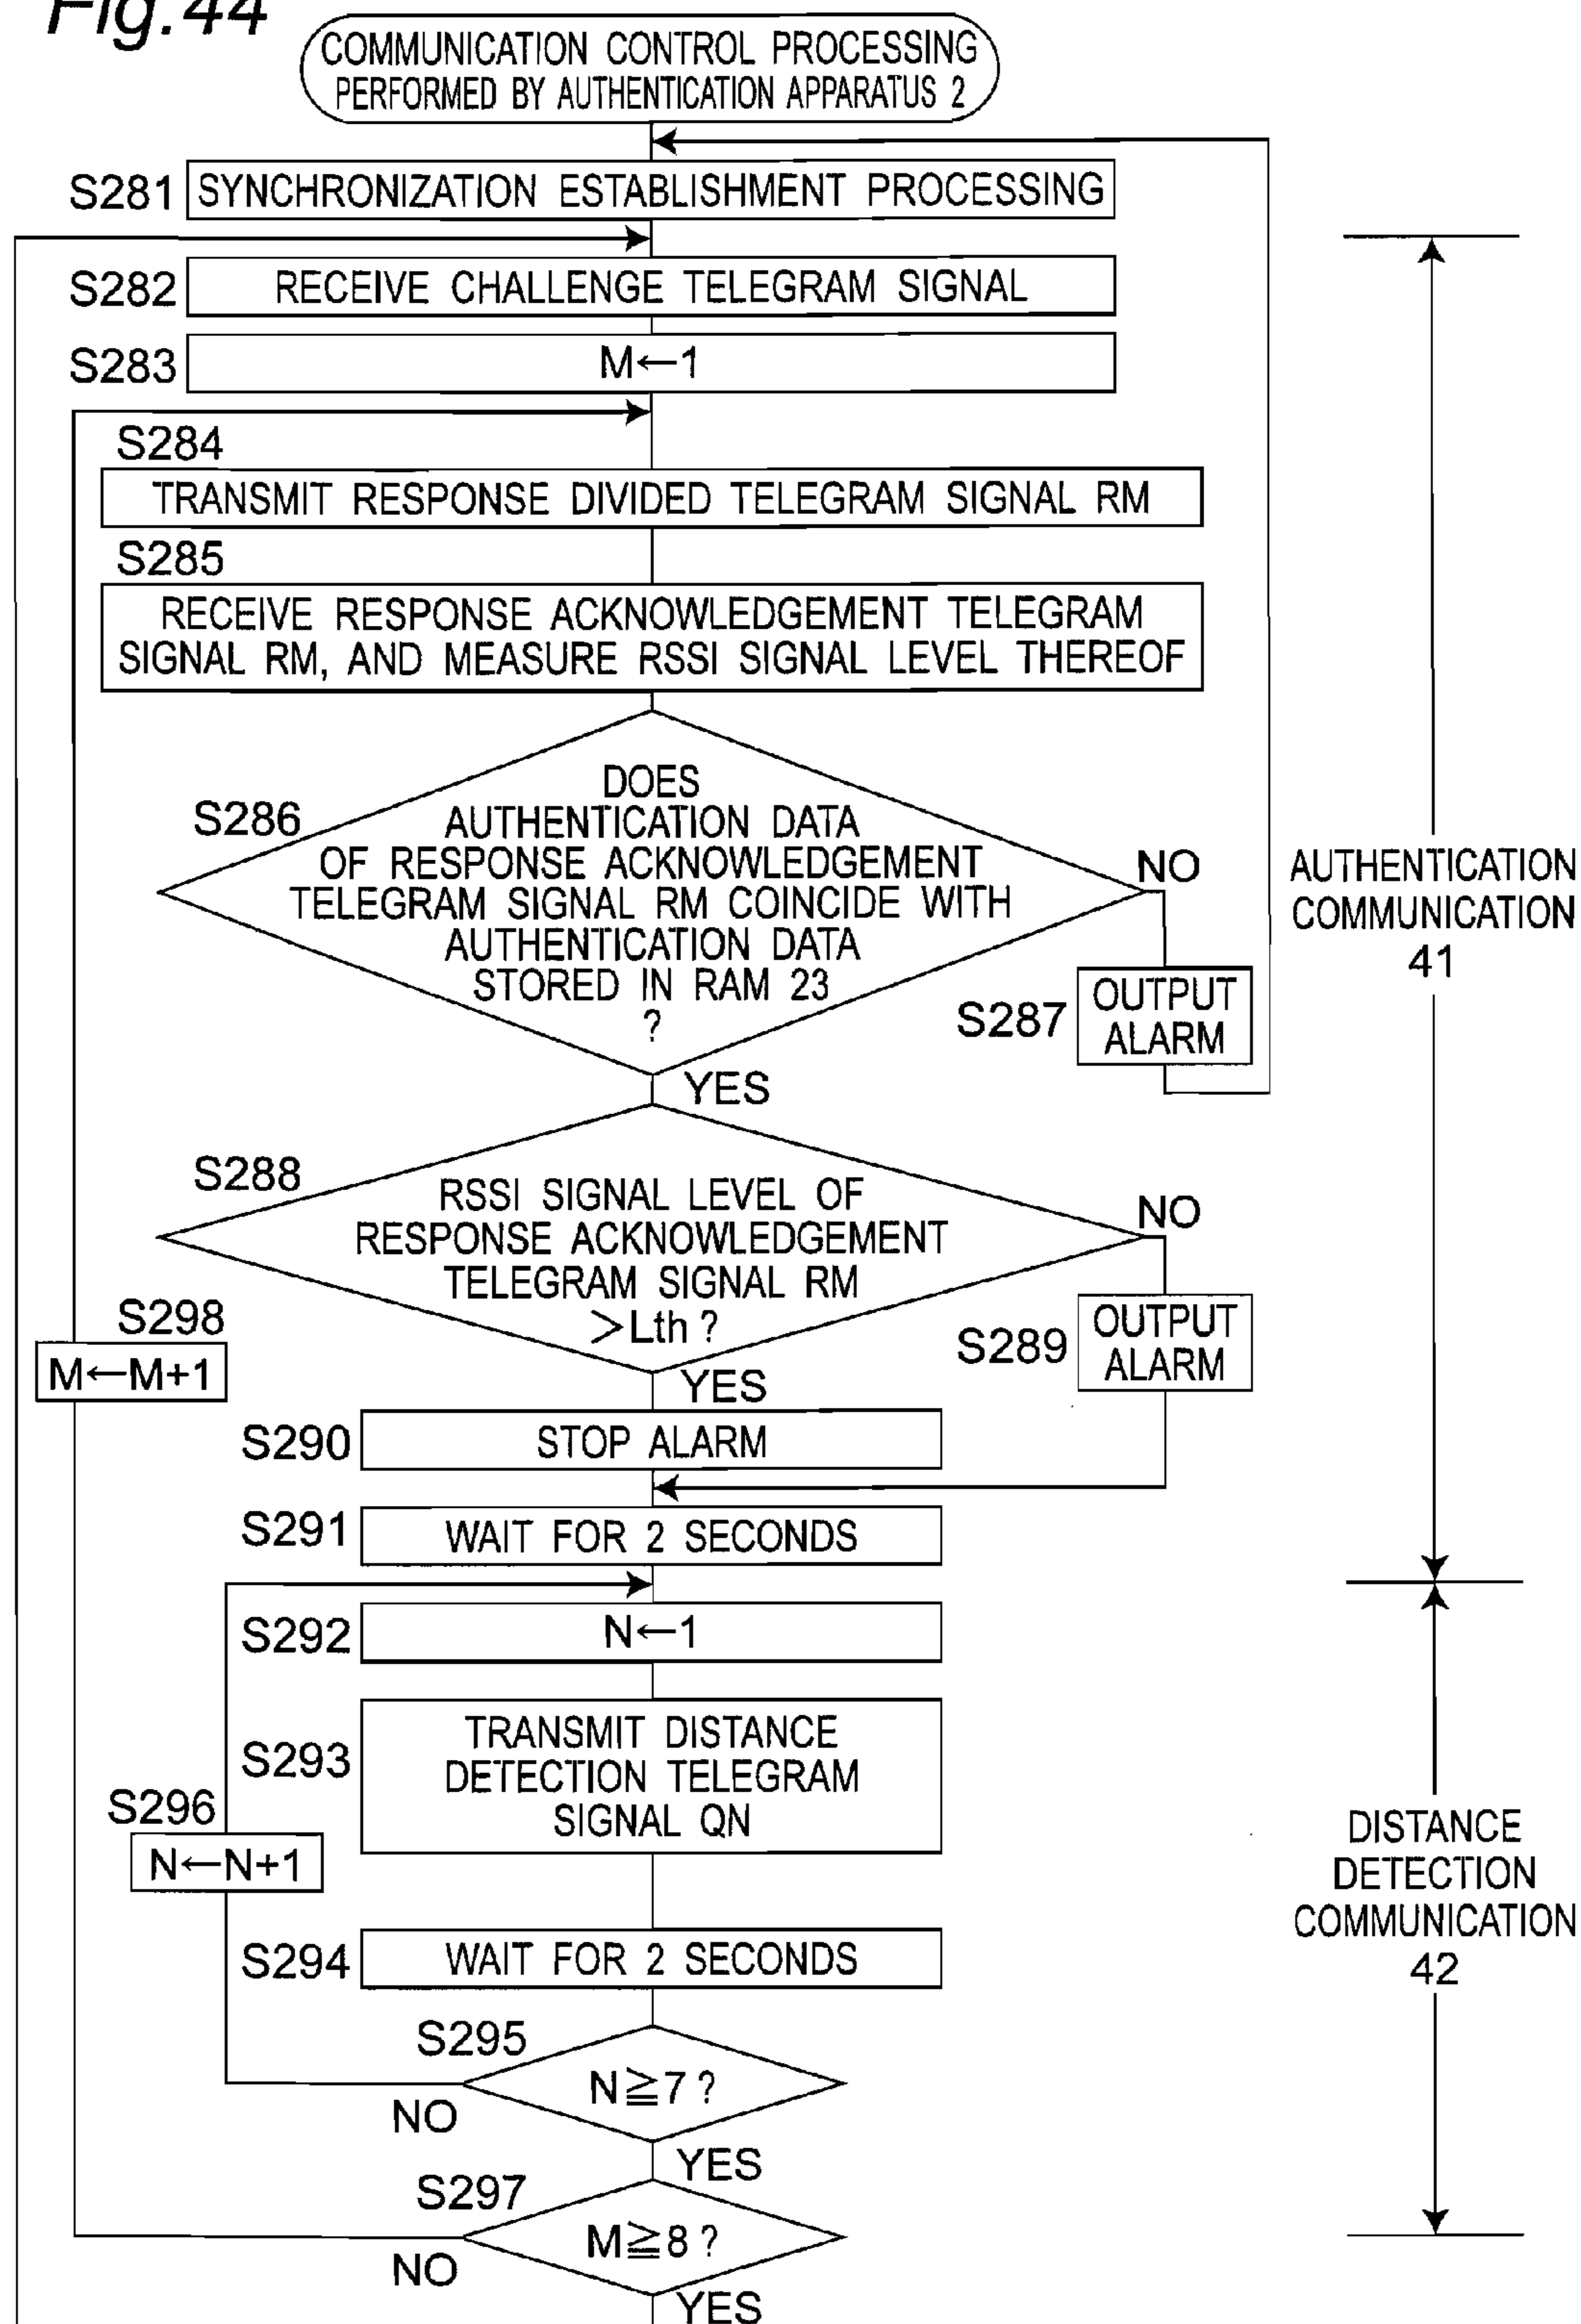 Fig.44
COMMUNICATION CONTROL PROCESSING
PERFORMED BY AUTHENTICATION APPARATUS 2
S281
SYNCHRONIZATION ESTABLISHMENT PROCESSING
S282
RECEIVE CHALLENGE TELEGRAM SIGNAL
S283
M←1
S284
TRANSMIT RESPONSE DIVIDED TELEGRAM SIGNAL RM
S285
RECEIVE RESPONSE ACKNOWLEDGEMENT TELEGRAM
SIGNAL RM, AND MEASURE RSSI SIGNAL LEVEL THEREOF
S286
DOES
AUTHENTICATION DATA
OF RESPONSE ACKNOWLEDGEMENT
TELEGRAM SIGNAL RM COINCIDE WITH
AUTHENTICATION DATA
STORED IN RAM 23
?
NO
S287
OUTPUT
ALARM
YES
AUTHENTICATION
COMMUNICATION
41
S288
RSSI SIGNAL LEVEL OF
RESPONSE ACKNOWLEDGEMENT
TELEGRAM SIGNAL RM
>Lth ?
NO
S289
OUTPUT
ALARM
YES
S298
M←M+1
S290
STOP ALARM
S291
WAIT FOR 2 SECONDS
S292
N←1
S293
TRANSMIT DISTANCE
DETECTION TELEGRAM
SIGNAL QN
S296
N←N+1
S294
WAIT FOR 2 SECONDS
DISTANCE
DETECTION
COMMUNICATION
42
S295
N≧7 ?
NO
YES
S297
M≧8 ?
NO
YES